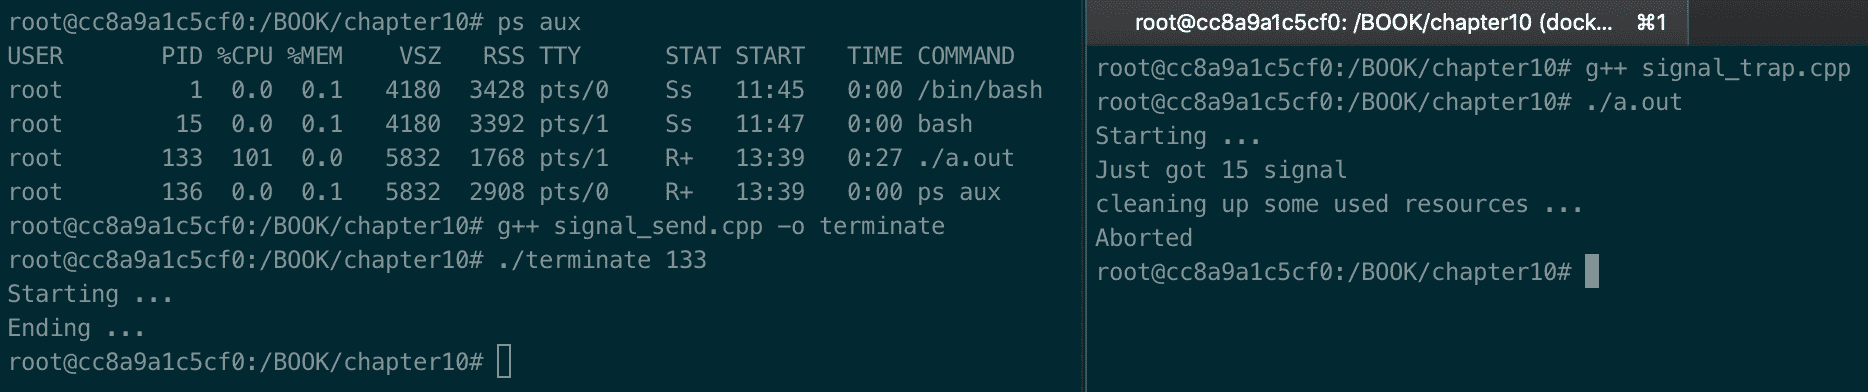 root@cc8a9a1c5cf0:/BOOK/chapter10# ps aux
USER PID %CPU %MEM VSZ RSS TTY STAT START TIME COMMAND
root 1 0.0 0.1 4180 3428 pts/0 Ss 11:45 0:00 /bin/bash
root 15 0.0 0.1 4180 3392 pts/1 Ss 11:47 0:00 bash
root 133 101 0.0 5832 1768 pts/1 R+ 13:39 0:27 ./a.out
root 136 0.0 0.1 5832 2908 pts/0 R+ 13:39 0:00 ps aux
root@cc8a9a1c5cf0:/BOOK/chapter10# g++ signal_send.cpp -o terminate
root@cc8a9a1c5cf0:/BOOK/chapter10# ./terminate 133
Starting ...
Ending ...
root@cc8a9a1c5cf0:/BOOK/chapter10#
root@cc8a9a1c5cf0: /BOOK/chapter10 (dock... ⌘1
root@cc8a9a1c5cf0:/BOOK/chapter10# g++ signal_trap.cpp
root@cc8a9a1c5cf0:/BOOK/chapter10# ./a.out
Starting ...
Just got 15 signal
cleaning up some used resources ...
Aborted
root@cc8a9a1c5cf0:/BOOK/chapter10#